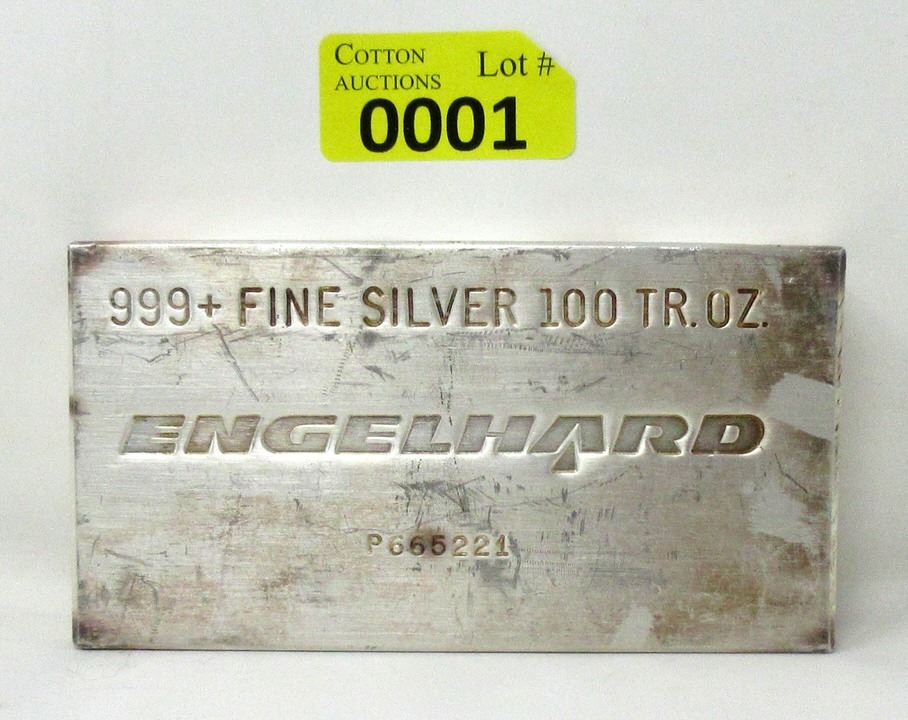 COTTON Lot #
AUCTIONS
0001
999+ FINE SILVER 100 TR. OZ.
ENGELHARD
P665221